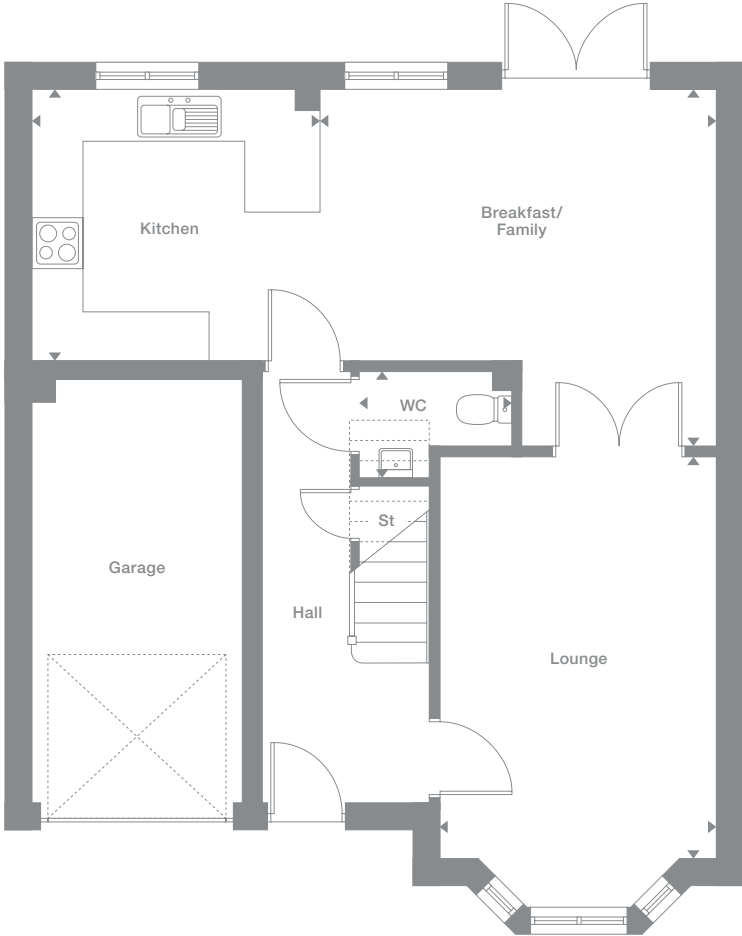 Kitchen
Breakfast/
Family
WC
St
Garage
Hall
Lounge